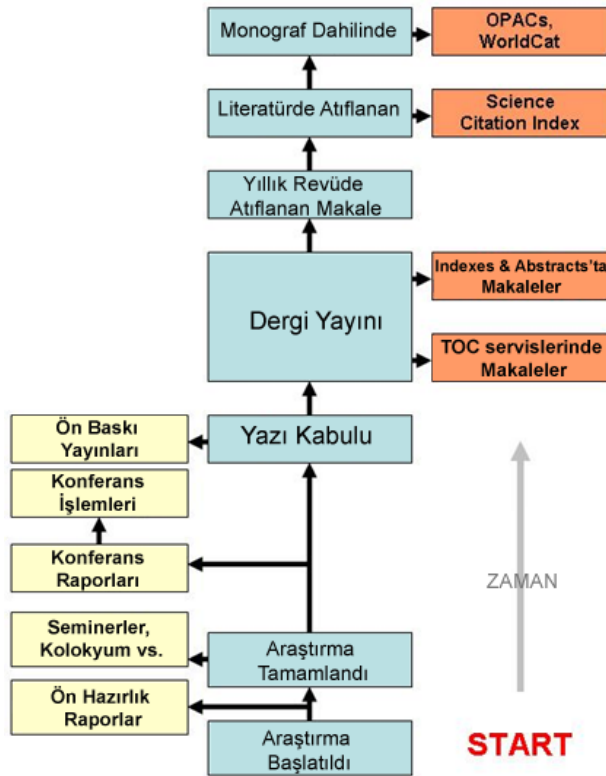 Monograf Dahilinde
OPACs,
WorldCat
Literatürde Atıflanan
Science
Citation Index
Yıllık Revüde
Atıflanan Makale
Dergi Yayını
Indexes & Abstracts'ta
Makaleler
TOC servislerinde
Makaleler
Ön Baskı
Yayınları
Yazı Kabulu
Konferans
İşlemleri
Konferans
Raporları
ZAMAN
Seminerler,
Kolokyum vs.
Araştırma
Tamamlandı
Ön Hazırlık
Raporlar
Araştırma
Başlatıldı
START